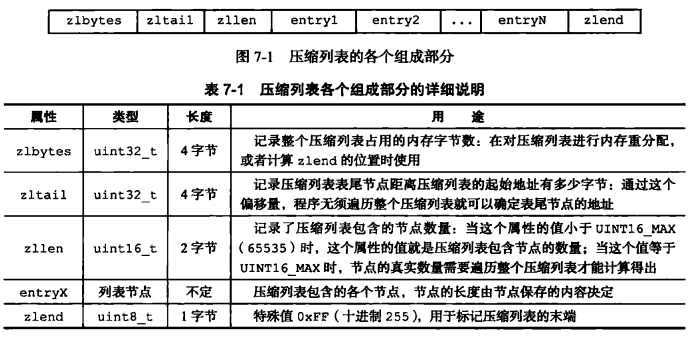 zlbytes zltail zllen entry1 entry2 ... entryN zlend
图 7-1 压缩列表的各个组成部分
表 7-1 压缩列表各个组成部分的详细说明
属性 类型 长度 用 途
zlbytes uint32_t 4 字节 记录整个压缩列表占用的内存字节数：在对压缩列表进行内存重分配，
或者计算 zlend 的位置时使用
zltail uint32_t 4 字节 记录压缩列表表尾节点距离压缩列表的起始地址有多少字节：通过这个
偏移量，程序无须遍历整个压缩列表就可以确定表尾节点的地址
zllen uint16_t 2 字节 记录了压缩列表包含的节点数量：当这个属性的值小于 UINT16_MAX
（65535）时，这个属性的值就是压缩列表包含节点的数量；当这个值等于
UINT16_MAX 时，节点的真实数量需要遍历整个压缩列表才能计算得出
entryX 列表节点 不定 压缩列表包含的各个节点，节点的长度由节点保存的内容决定
zlend uint8_t 1 字节 特殊值 0xFF（十进制 255），用于标记压缩列表的末端